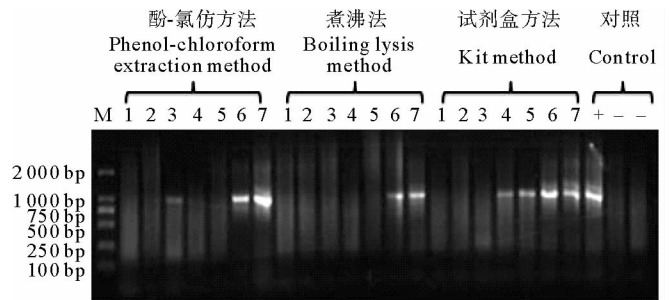 酚-氯仿方法 煮沸法 试剂盒方法 对照
Phenol-chloroform Boiling lysis Kit method Control
extraction method method
M 1 2 3 4 5 6 7 1 2 3 4 5 6 7 1 2 3 4 5 6 7 + – –
2 000 bp
1 000 bp
750 bp
500 bp
250 bp
100 bp